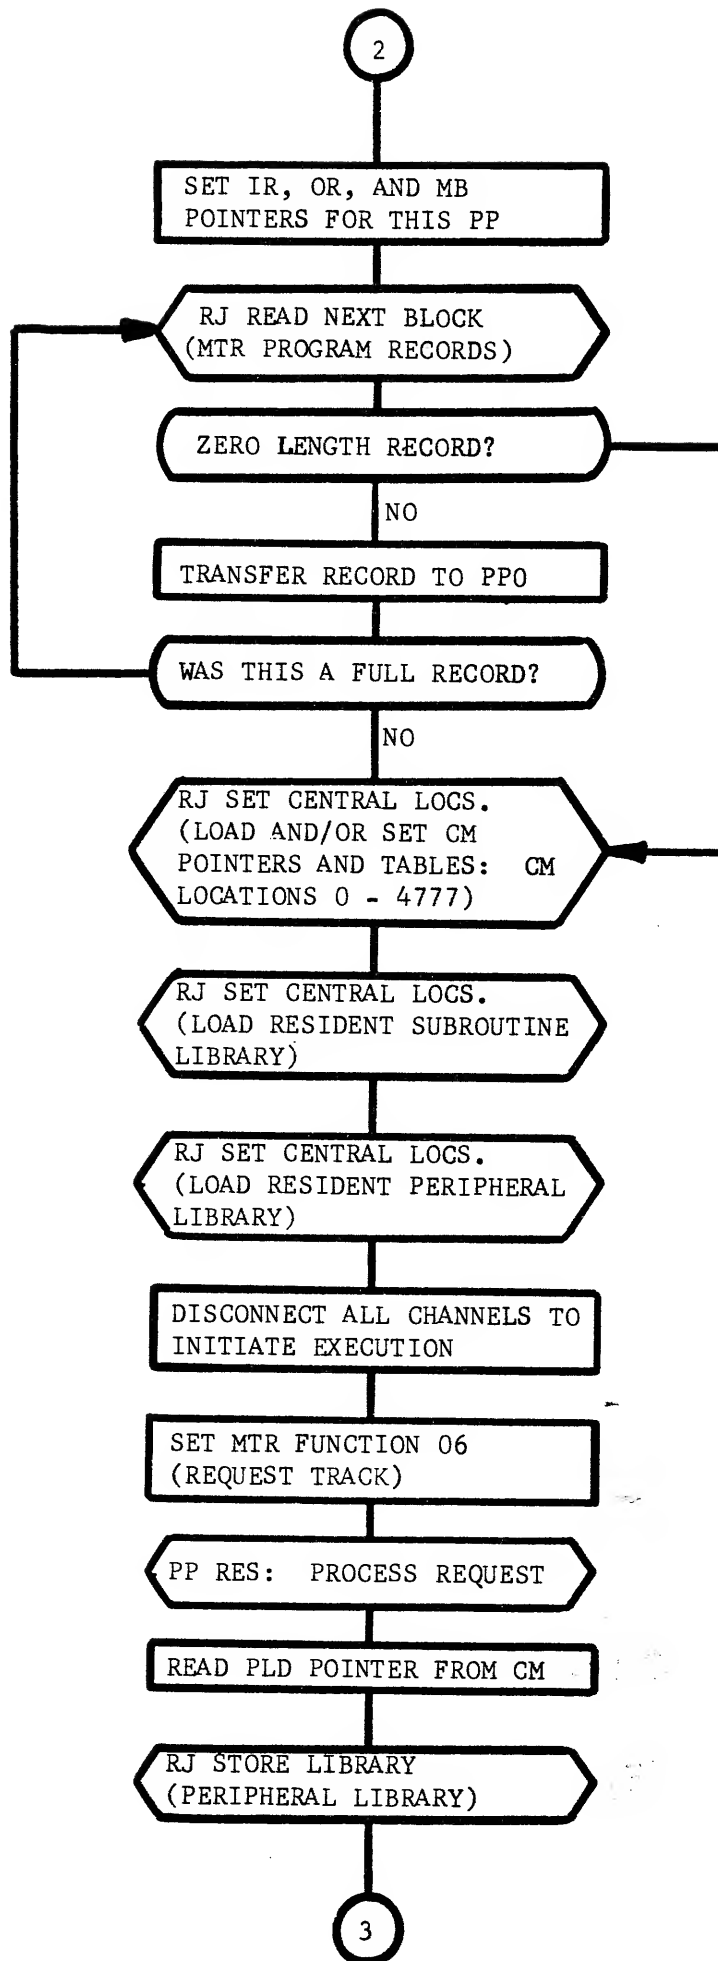 2
SET IR, OR, AND MB
POINTERS FOR THIS PP
RJ READ NEXT BLOCK
(MTR PROGRAM RECORDS)
ZERO LENGTH RECORD?
NO
TRANSFER RECORD TO PP0
WAS THIS A FULL RECORD?
NO
RJ SET CENTRAL LOCS.
(LOAD AND/OR SET CM
POINTERS AND TABLES: CM
LOCATIONS 0 - 4777)
RJ SET CENTRAL LOCS.
(LOAD RESIDENT SUBROUTINE
LIBRARY)
RJ SET CENTRAL LOCS.
(LOAD RESIDENT PERIPHERAL
LIBRARY)
DISCONNECT ALL CHANNELS TO
INITIATE EXECUTION
SET MTR FUNCTION 06
(REQUEST TRACK)
PP RES: PROCESS REQUEST
READ PLD POINTER FROM CM
RJ STORE LIBRARY
(PERIPHERAL LIBRARY)
3